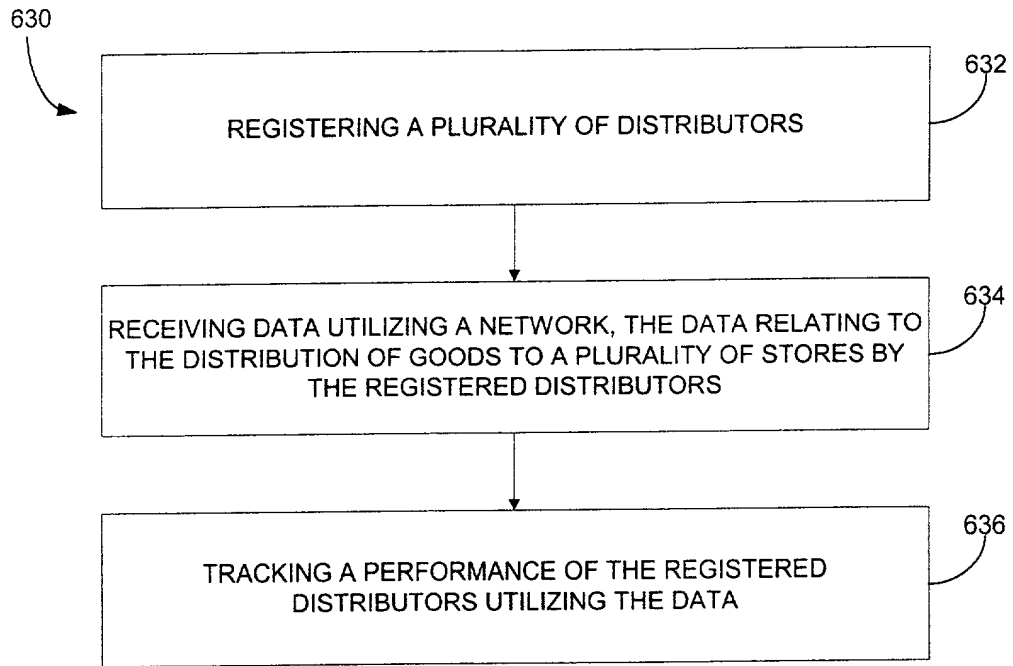 630
632
REGISTERING A PLURALITY OF DISTRIBUTORS
634
RECEIVING DATA UTILIZING A NETWORK, THE DATA RELATING TO
THE DISTRIBUTION OF GOODS TO A PLURALITY OF STORES BY
THE REGISTERED DISTRIBUTORS
636
TRACKING A PERFORMANCE OF THE REGISTERED
DISTRIBUTORS UTILIZING THE DATA